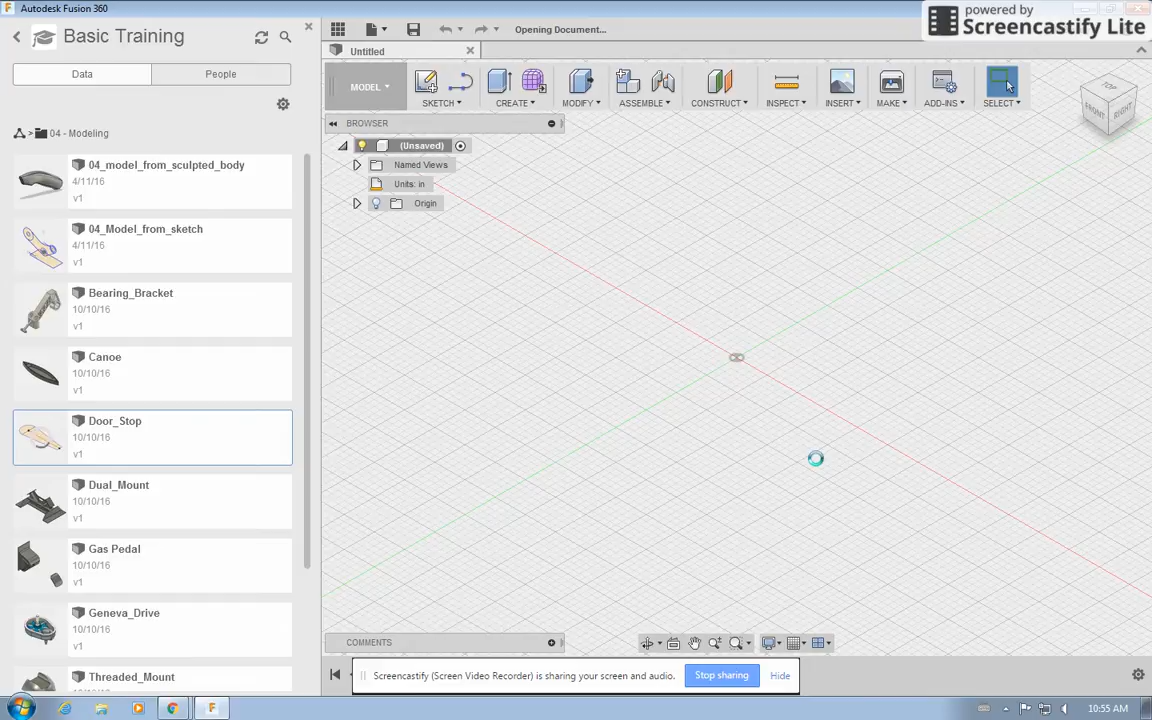 Autodesk Fusion 360
powered by
Screencastify Lite
Basic Training
Opening Document...
Untitled
Data
People
MODEL
SKETCH
CREATE
MODIFY
ASSEMBLE
CONSTRUCT
INSPECT
INSERT
MAKE
ADD-INS
SELECT
TOP
FRONT
RIGHT
BROWSER
> 04 - Modeling
(Unsaved)
Named Views
Units: in
Origin
04_model_from_sculpted_body
4/11/16
v1
04_Model_from_sketch
4/11/16
v1
Bearing_Bracket
10/10/16
v1
Canoe
10/10/16
v1
Door_Stop
10/10/16
v1
Dual_Mount
10/10/16
v1
Gas Pedal
10/10/16
v1
Geneva_Drive
10/10/16
v1
Threaded_Mount
COMMENTS
Screencastify (Screen Video Recorder) is sharing your screen and audio.
Stop sharing
Hide
10:55 AM